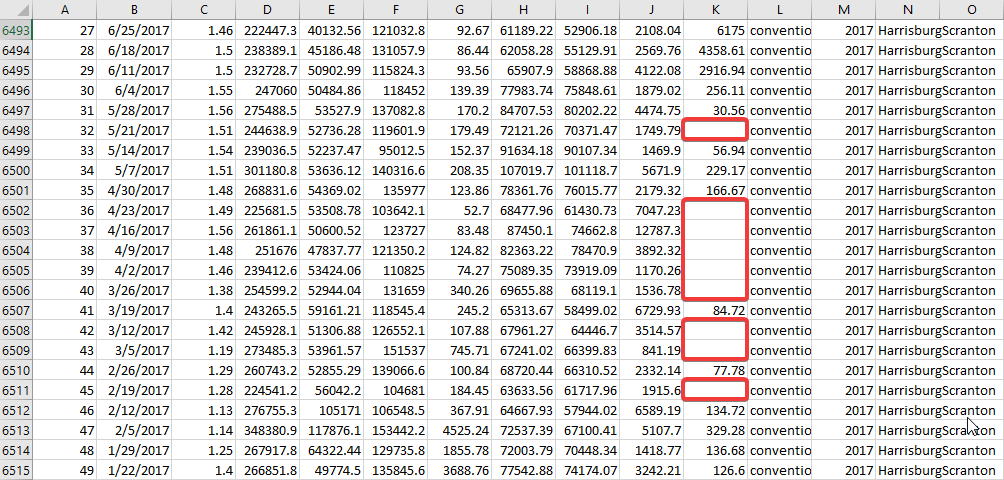 A B C D E F G H I J K L M N O
6493 27 6/25/2017 1.46 222447.3 40132.56 121032.8 92.67 61189.22 52906.18 2108.04 6175 conventio 2017 HarrisburgScranton
6494 28 6/18/2017 1.5 238389.1 45186.48 131057.9 86.44 62058.28 55129.91 2569.76 4358.61 conventio 2017 HarrisburgScranton
6495 29 6/11/2017 1.5 232728.7 50902.99 115824.3 93.56 65907.9 58868.88 4122.08 2916.94 conventio 2017 HarrisburgScranton
6496 30 6/4/2017 1.55 247060 50484.86 118452 139.39 77983.74 75848.61 1879.02 256.11 conventio 2017 HarrisburgScranton
6497 31 5/28/2017 1.56 275488.5 53527.9 137082.8 170.2 84707.53 80202.22 4474.75 30.56 conventio 2017 HarrisburgScranton
6498 32 5/21/2017 1.51 244638.9 52736.28 119601.9 179.49 72121.26 70371.47 1749.79 conventio 2017 HarrisburgScranton
6499 33 5/14/2017 1.54 239036.5 52237.47 95012.5 152.37 91634.18 90107.34 1469.9 56.94 conventio 2017 HarrisburgScranton
6500 34 5/7/2017 1.51 301180.8 53636.12 140316.6 208.35 107019.7 101118.7 5671.9 229.17 conventio 2017 HarrisburgScranton
6501 35 4/30/2017 1.48 268831.6 54369.02 135977 123.86 78361.76 76015.77 2179.32 166.67 conventio 2017 HarrisburgScranton
6502 36 4/23/2017 1.49 225681.5 53508.78 103642.1 52.7 68477.96 61430.73 7047.23 conventio 2017 HarrisburgScranton
6503 37 4/16/2017 1.56 261861.1 50600.52 123727 83.48 87450.1 74662.8 12787.3 conventio 2017 HarrisburgScranton
6504 38 4/9/2017 1.48 251676 47837.77 121350.2 124.82 82363.22 78470.9 3892.32 conventio 2017 HarrisburgScranton
6505 39 4/2/2017 1.46 239412.6 53424.06 110825 74.27 75089.35 73919.09 1170.26 conventio 2017 HarrisburgScranton
6506 40 3/26/2017 1.38 254599.2 52944.04 131659 340.26 69655.88 68119.1 1536.78 conventio 2017 HarrisburgScranton
6507 41 3/19/2017 1.4 243265.5 59161.21 118545.4 245.2 65313.67 58499.02 6729.93 84.72 conventio 2017 HarrisburgScranton
6508 42 3/12/2017 1.42 245928.1 51306.88 126552.1 107.88 67961.27 64446.7 3514.57 conventio 2017 HarrisburgScranton
6509 43 3/5/2017 1.19 273485.3 53961.57 151537 745.71 67241.02 66399.83 841.19 conventio 2017 HarrisburgScranton
6510 44 2/26/2017 1.29 260743.2 52855.29 139066.6 100.84 68720.44 66310.52 2332.14 77.78 conventio 2017 HarrisburgScranton
6511 45 2/19/2017 1.28 224541.2 56042.2 104681 184.45 63633.56 61717.96 1915.6 conventio 2017 HarrisburgScranton
6512 46 2/12/2017 1.13 276755.3 105171 106548.5 367.91 64667.93 57944.02 6589.19 134.72 conventio 2017 HarrisburgScranton
6513 47 2/5/2017 1.14 348380.9 117876.1 153442.2 4525.24 72537.39 67100.41 5107.7 329.28 conventio 2017 HarrisburgScranton
6514 48 1/29/2017 1.25 267917.8 64322.44 129735.8 1855.78 72003.79 70448.34 1418.77 136.68 conventio 2017 HarrisburgScranton
6515 49 1/22/2017 1.4 266851.8 49774.5 135845.6 3688.76 77542.88 74174.07 3242.21 126.6 conventio 2017 HarrisburgScranton